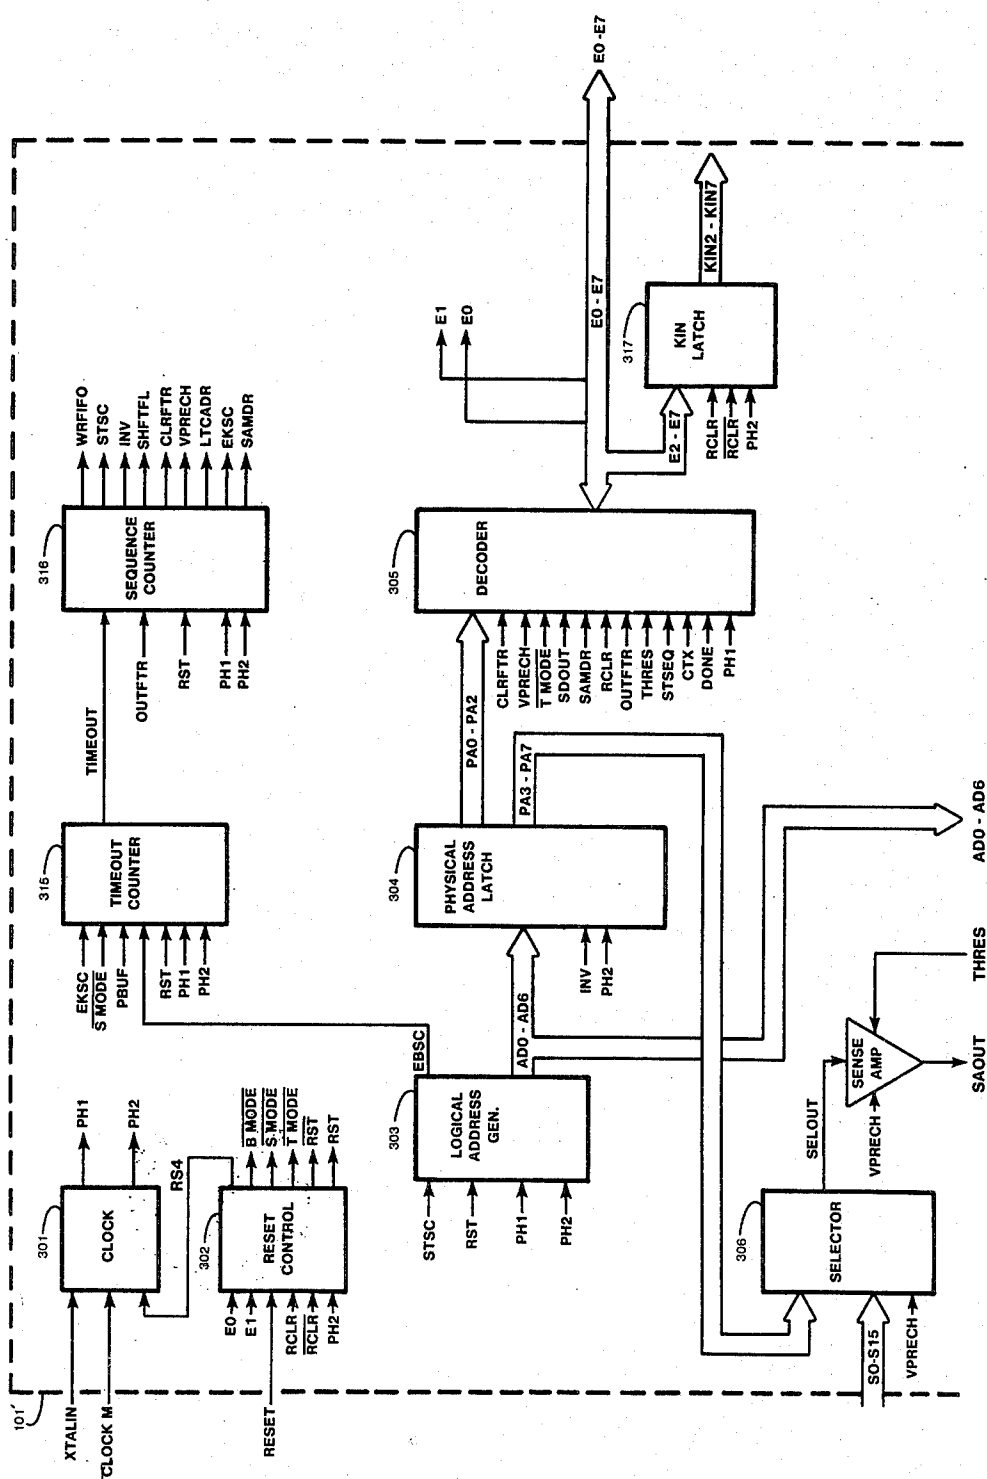 101'
XTALIN
CLOCK M
301
CLOCK
PH1
PH2
RS4
RESET
E0
E1
RCLR
RCLR
PH2
302
RESET
CONTROL
B MODE
S MODE
T MODE
RST
RST
EKSC
S MODE
PBUF
RST
PH1
PH2
315
TIMEOUT
COUNTER
TIMEOUT
OUTFTR
RST
PH1
PH2
316
SEQUENCE
COUNTER
WRFIFO
STSC
INV
SHFTFL
CLRFTR
VPRECH
LTCADR
EKSC
SAMDR
STSC
RST
PH1
PH2
303
LOGICAL
ADDRESS
GEN.
EBSC
AD0 - AD6
INV
PH2
304
PHYSICAL
ADDRESS
LATCH
PA0 - PA2
PA3 - PA7
CLRFTR
VPRECH
T MODE
SDOUT
SAMDR
RCLR
OUTFTR
THRES
STSEQ
CTX
DONE
PH1
305
DECODER
E1
E0
E0 - E7
E0 -E7
E2 - E7
RCLR
RCLR
PH2
317
KIN
LATCH
KIN2 - KIN7
SO-S15
VPRECH
306
SELECTOR
SELOUT
VPRECH
SENSE
AMP
SAOUT
THRES
AD0 - AD6